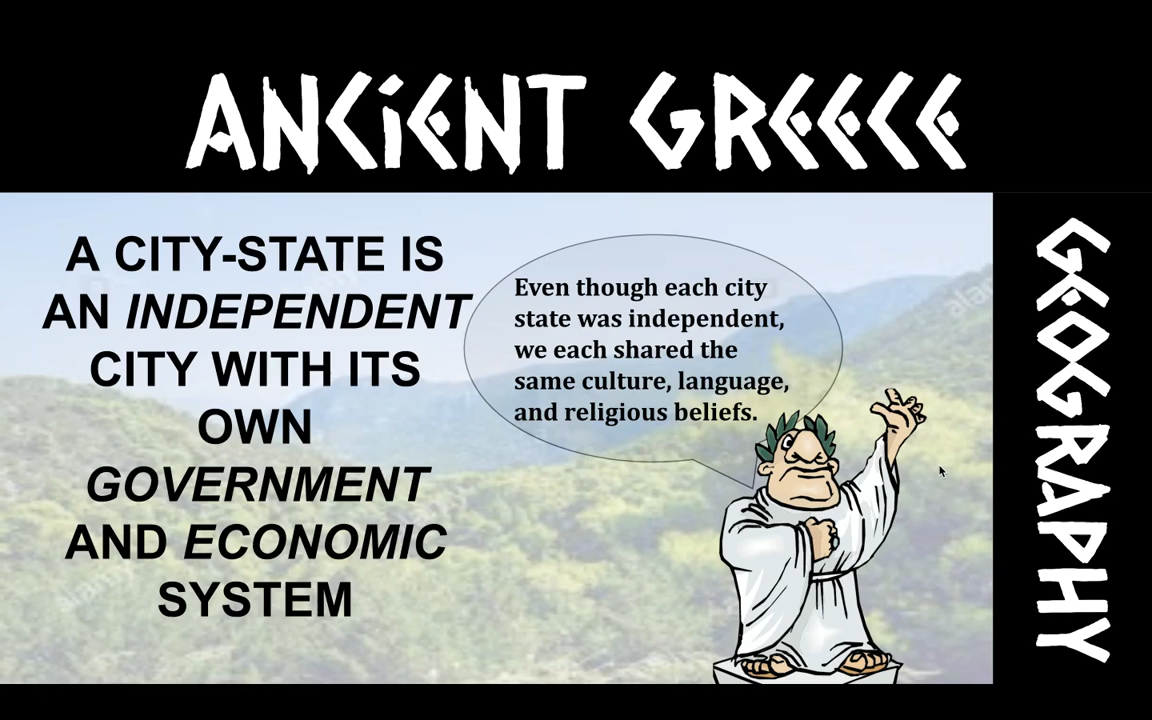 ANCIENT GREECE
A CITY-STATE IS
AN INDEPENDENT
CITY WITH ITS
OWN
GOVERNMENT
AND ECONOMIC
SYSTEM
Even though each city
state was independent,
we each shared the
same culture, language,
and religious beliefs.
GEOGRAPHY